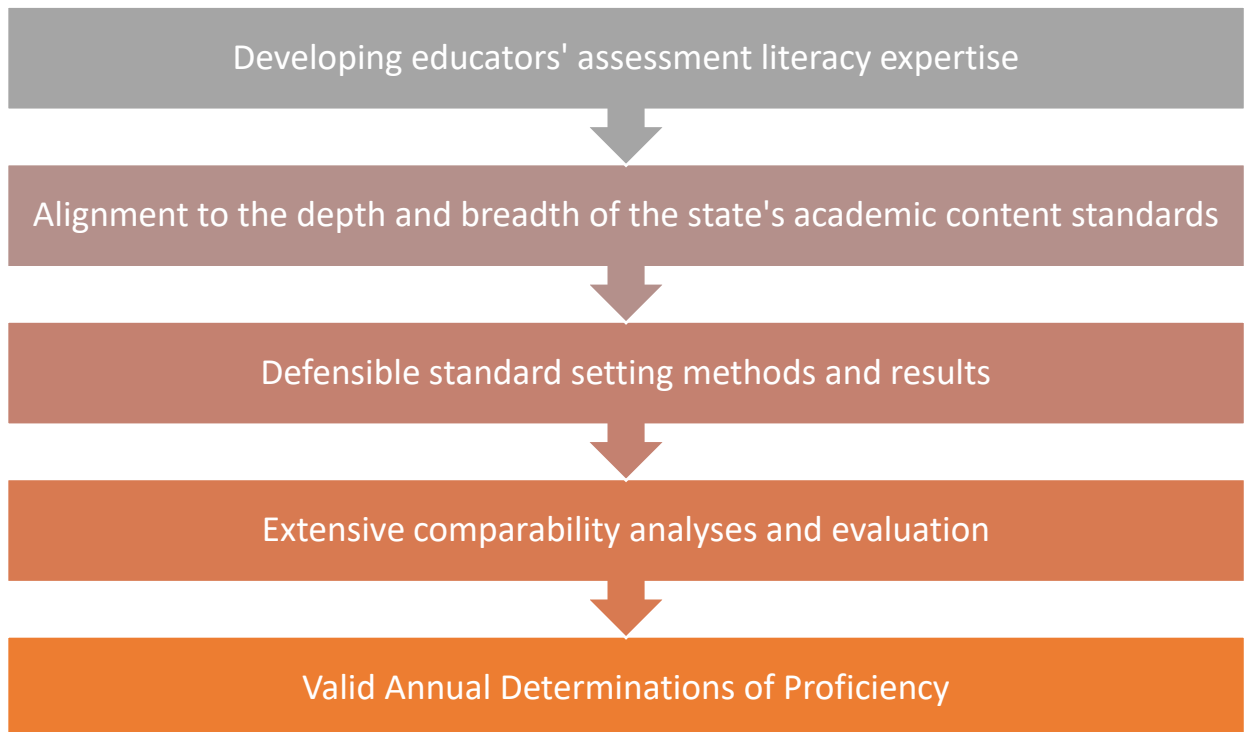 Developing educators' assessment literacy expertise
Alignment to the depth and breadth of the state's academic content standards
Defensible standard setting methods and results
Extensive comparability analyses and evaluation
Valid Annual Determinations of Proficiency